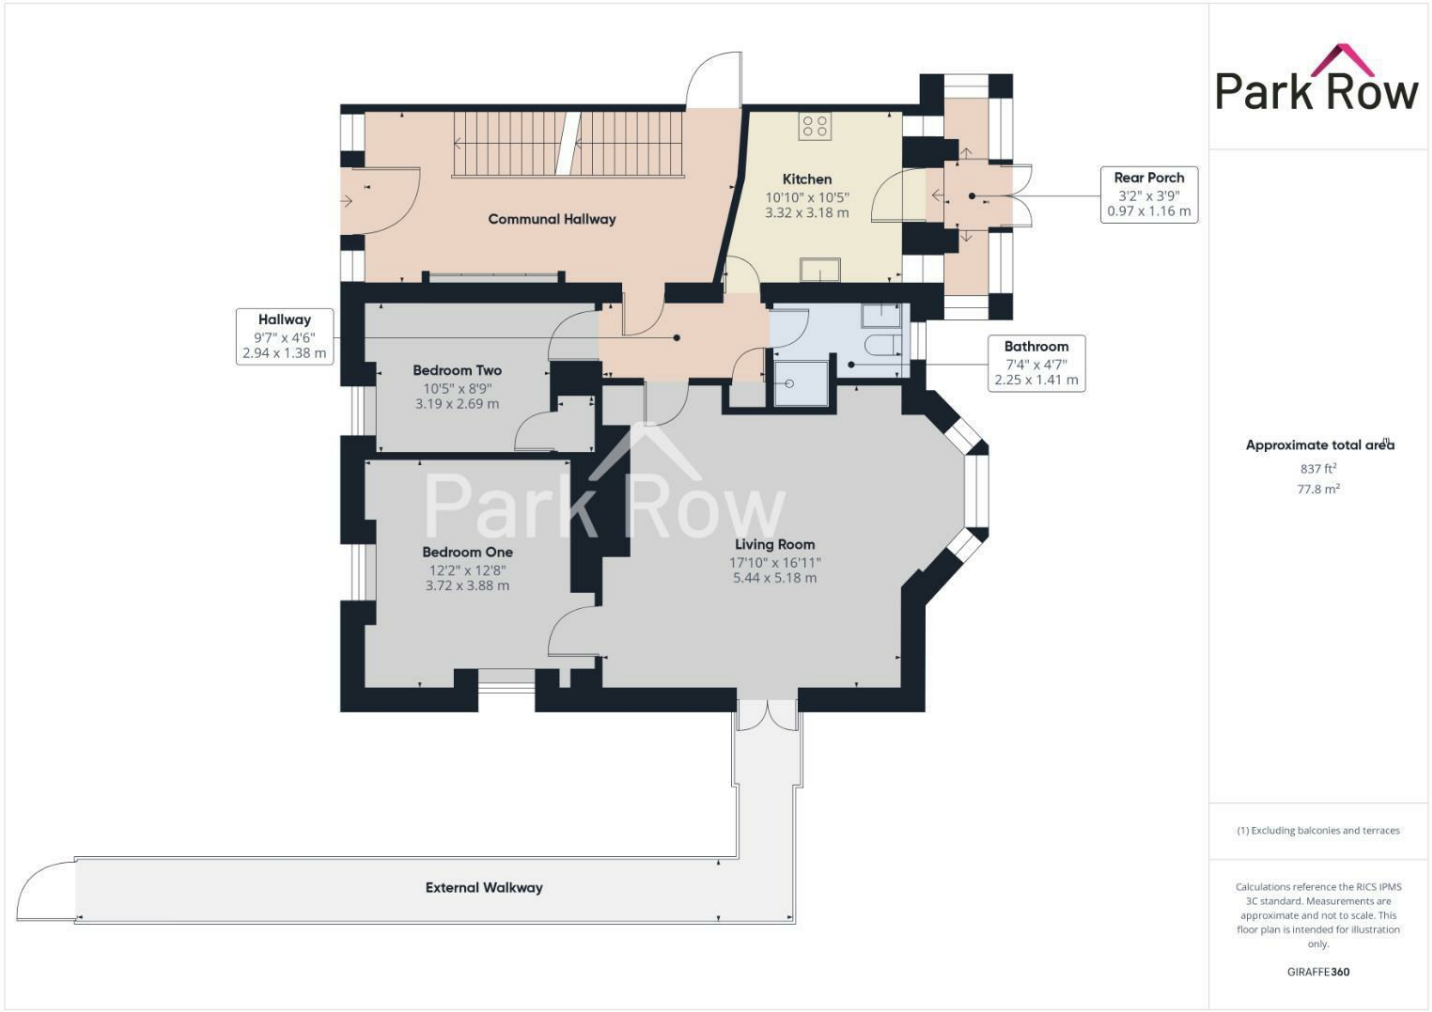 Park Row
Communal Hallway
Kitchen
10'10" x 10'5"
3.32 x 3.18 m
Rear Porch
3'2" x 3'9"
0.97 x 1.16 m
Hallway
9'7" x 4'6"
2.94 x 1.38 m
Bedroom Two
10'5" x 8'9"
3.19 x 2.69 m
Bathroom
7'4" x 4'7"
2.25 x 1.41 m
Park Row
Bedroom One
12'2" x 12'8"
3.72 x 3.88 m
Living Room
17'10" x 16'11"
5.44 x 5.18 m
External Walkway
Approximate total area(1)
837 ft²
77.8 m²
(1) Excluding balconies and terraces
Calculations reference the RICS IPMS
3C standard. Measurements are
approximate and not to scale. This
floor plan is intended for illustration
only.
GIRAFFE360